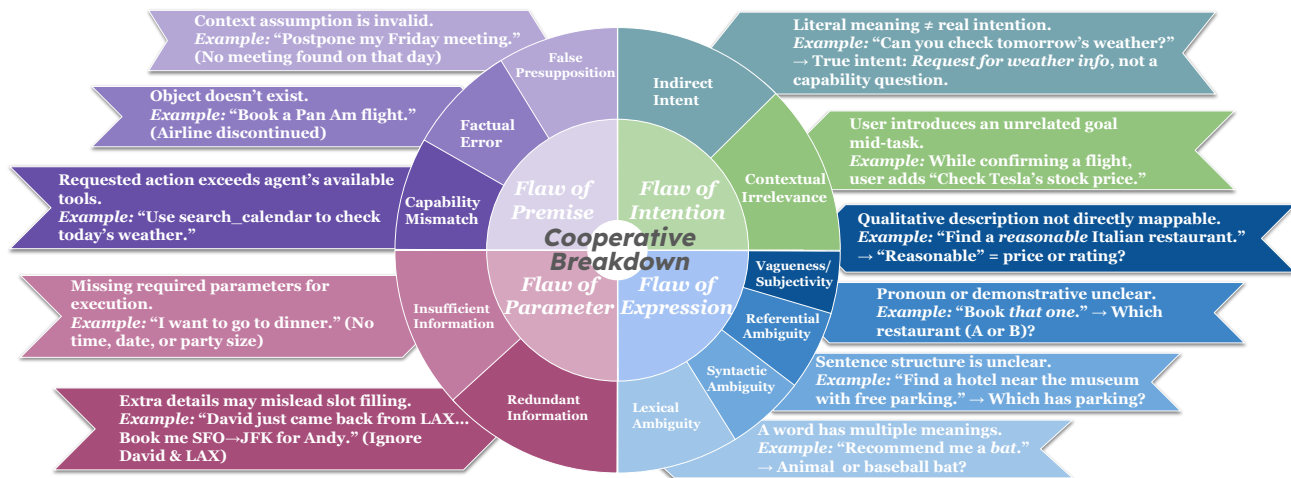 Context assumption is invalid.
Example: “Postpone my Friday meeting.”
(No meeting found on that day)
Object doesn’t exist.
Example: “Book a Pan Am flight.”
(Airline discontinued)
Requested action exceeds agent’s available
tools.
Example: “Use search_calendar to check
today’s weather.”
Missing required parameters for
execution.
Example: “I want to go to dinner.” (No
time, date, or party size)
Extra details may mislead slot filling.
Example: “David just came back from LAX…
Book me SFO→JFK for Andy.” (Ignore
David & LAX)
False
Presupposition
Factual
Error
Capability
Mismatch
Insufficient
Information
Redundant
Information
Flaw of
Premise
Flaw of
Intention
Cooperative
Breakdown
Flaw of
Parameter
Flaw of
Expression
Indirect
Intent
Contextual
Irrelevance
Vagueness/
Subjectivity
Referential
Ambiguity
Syntactic
Ambiguity
Lexical
Ambiguity
Literal meaning ≠ real intention.
Example: “Can you check tomorrow’s weather?”
→ True intent: Request for weather info, not a
capability question.
User introduces an unrelated goal
mid-task.
Example: While confirming a flight,
user adds “Check Tesla’s stock price.”
Qualitative description not directly mappable.
Example: “Find a reasonable Italian restaurant.”
→ “Reasonable” = price or rating?
Pronoun or demonstrative unclear.
Example: “Book that one.” → Which
restaurant (A or B)?
Sentence structure is unclear.
Example: “Find a hotel near the museum
with free parking.” → Which has parking?
A word has multiple meanings.
Example: “Recommend me a bat.”
→ Animal or baseball bat?